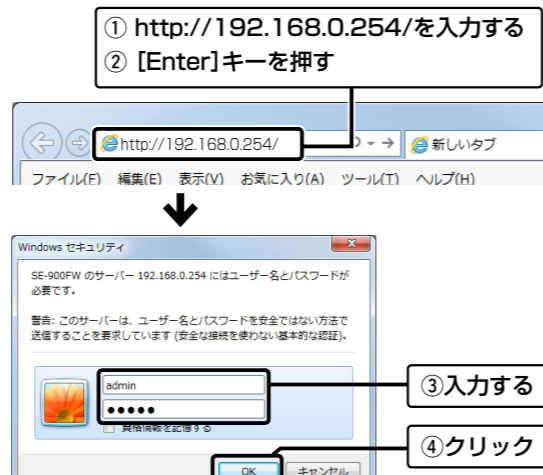 ① http://192.168.0.254/を入力する
② [Enter]キーを押す
http://192.168.0.254/
新しいタブ
ファイル(F) 編集(E) 表示(V) お気に入り(A) ツール(T) ヘルプ(H)
Windows セキュリティ
SE-900FW のサーバー 192.168.0.254 にはユーザー名とパスワードが
必要です。
警告: このサーバーは、ユーザー名とパスワードを安全ではない方法で
送信することを要求しています (安全な接続を使わない基本的な認証)。
admin
●●●●●
資格情報を記憶する
③入力する
④クリック
OK キャンセル